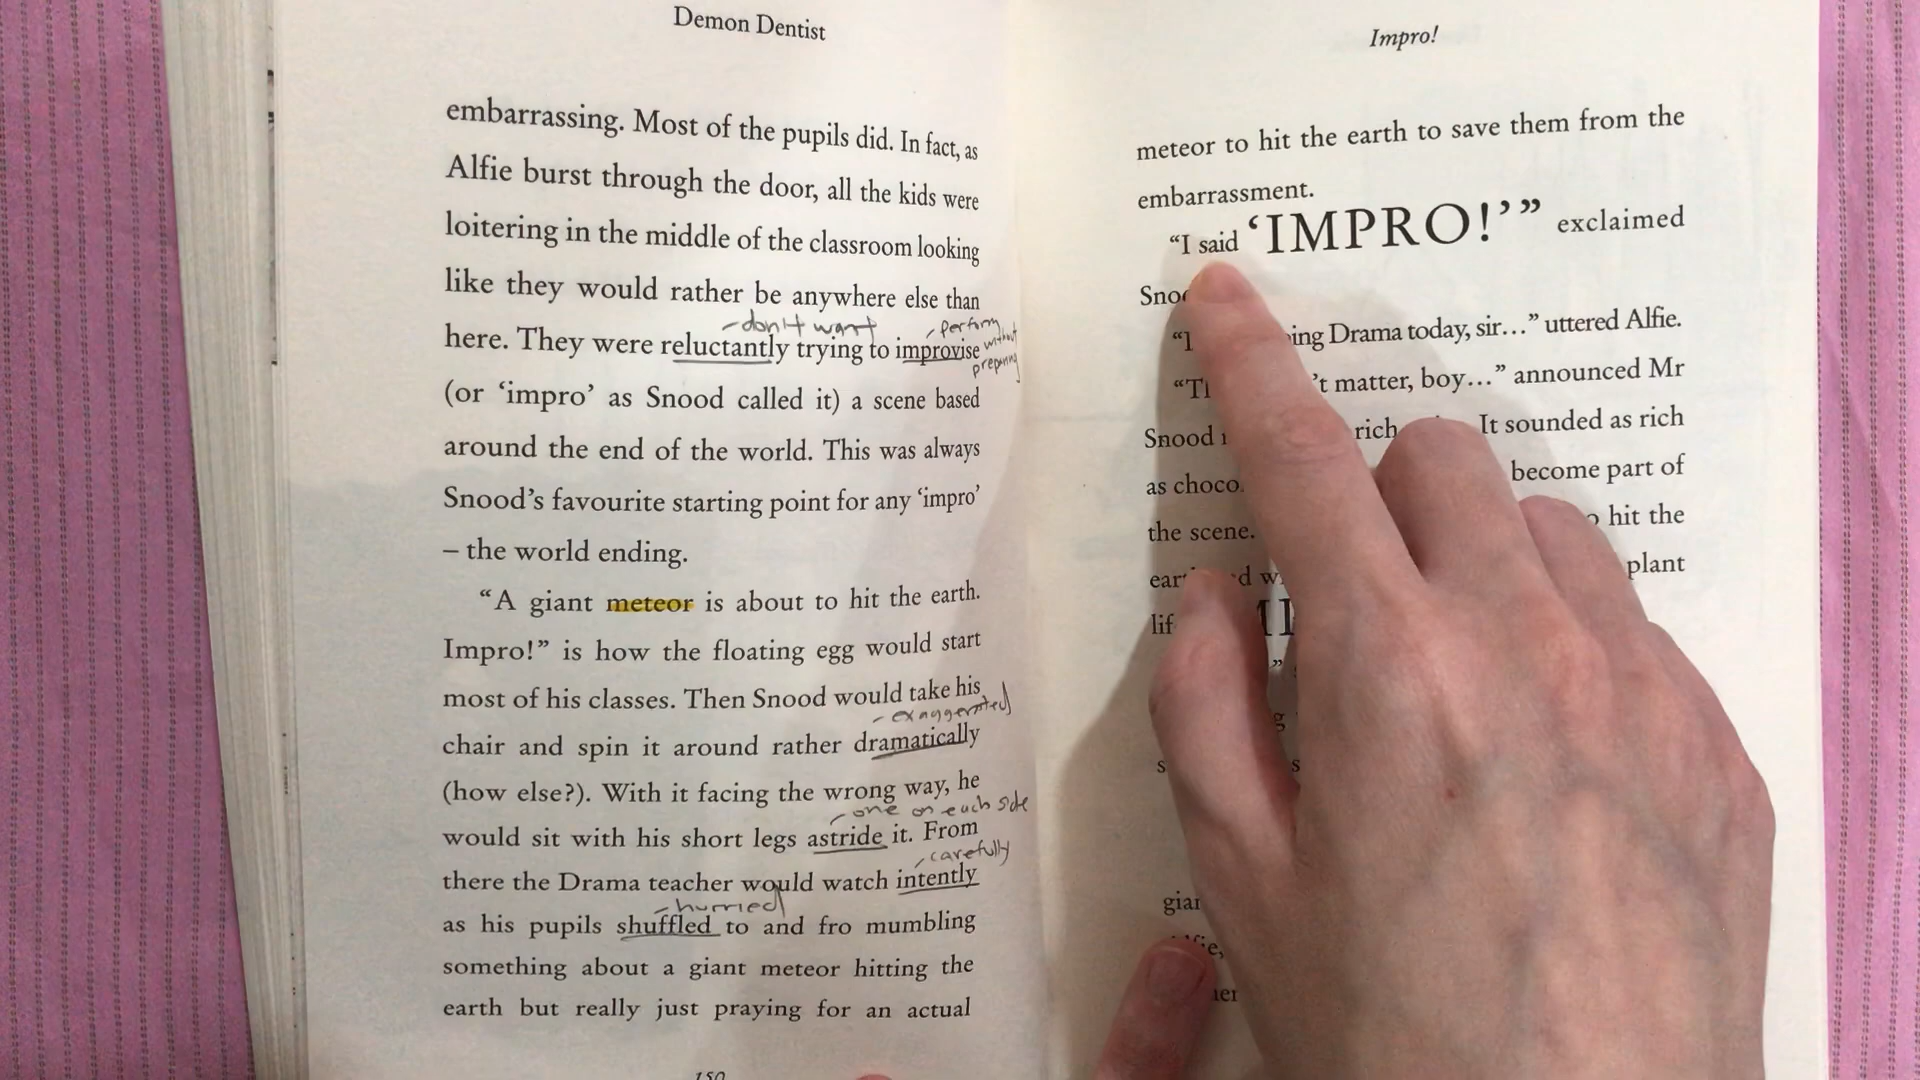 Demon Dentist
embarrassing. Most of the pupils did. In fact, as
Alfie burst through the door, all the kids were
loitering in the middle of the classroom looking
like they would rather be anywhere else than
- don't want
- perform without preparing
here. They were reluctantly trying to improvise
(or ‘impro’ as Snood called it) a scene based
around the end of the world. This was always
Snood’s favourite starting point for any ‘impro’
– the world ending.
“A giant meteor is about to hit the earth.
Impro!” is how the floating egg would start
most of his classes. Then Snood would take his
- exaggerated
chair and spin it around rather dramatically
(how else?). With it facing the wrong way, he
- one on each side
would sit with his short legs astride it. From
- carefully
there the Drama teacher would watch intently
- hurried
as his pupils shuffled to and fro mumbling
something about a giant meteor hitting the
earth but really just praying for an actual
150
Impro!
meteor to hit the earth to save them from the
embarrassment.
“I said ‘IMPRO!’” exclaimed
Drama today, sir…” uttered Alfie.
matter, boy…” announced Mr
Snood rich It sounded as rich
as become part of
the scene. hit the
plant